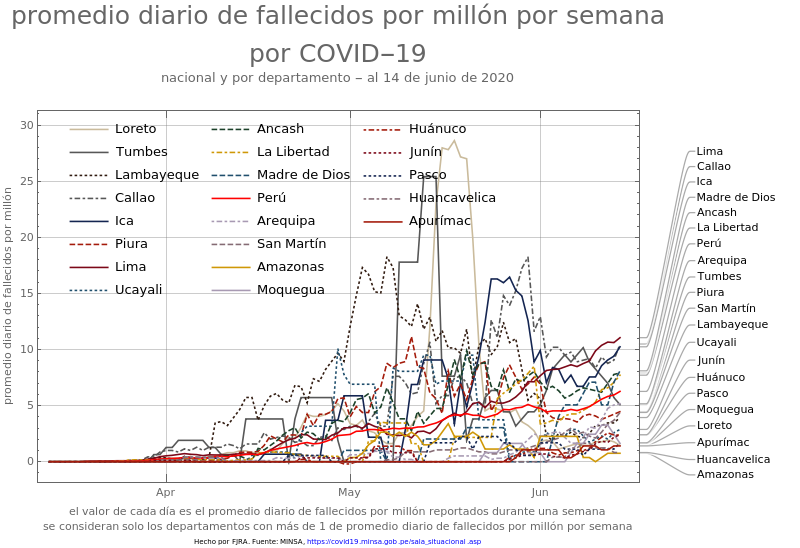 promedio diario de fallecidos por millón por semana
por COVID–19
nacional y por departamento – al 14 de junio de 2020
promedio diario de fallecidos por millón
30
25
20
15
10
5
0
Loreto
Tumbes
Lambayeque
Callao
Ica
Piura
Lima
Ucayali
Ancash
La Libertad
Madre de Dios
Perú
Arequipa
San Martín
Amazonas
Moquegua
Huánuco
Junín
Pasco
Huancavelica
Apurímac
Lima
Callao
Ica
Madre de Dios
Ancash
La Libertad
Perú
Arequipa
Tumbes
Piura
San Martín
Lambayeque
Ucayali
Junín
Huánuco
Pasco
Moquegua
Loreto
Apurímac
Huancavelica
Amazonas
Apr
May
Jun
el valor de cada día es el promedio diario de fallecidos por millón reportados durante una semana
se consideran solo los departamentos con más de 1 de promedio diario de fallecidos por millón por semana
Hecho por FJRA. Fuente: MINSA, https://covid19.minsa.gob.pe/sala_situacional.asp